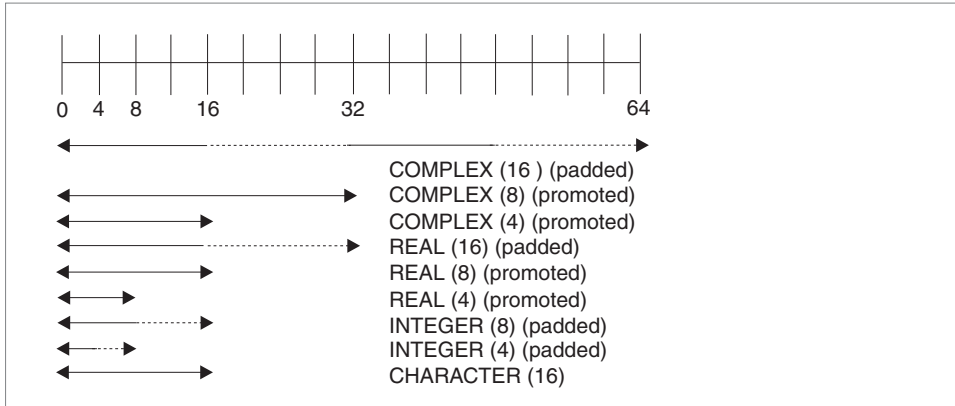 0 4 8 16 32 64
COMPLEX (16 ) (padded)
COMPLEX (8) (promoted)
COMPLEX (4) (promoted)
REAL (16) (padded)
REAL (8) (promoted)
REAL (4) (promoted)
INTEGER (8) (padded)
INTEGER (4) (padded)
CHARACTER (16)